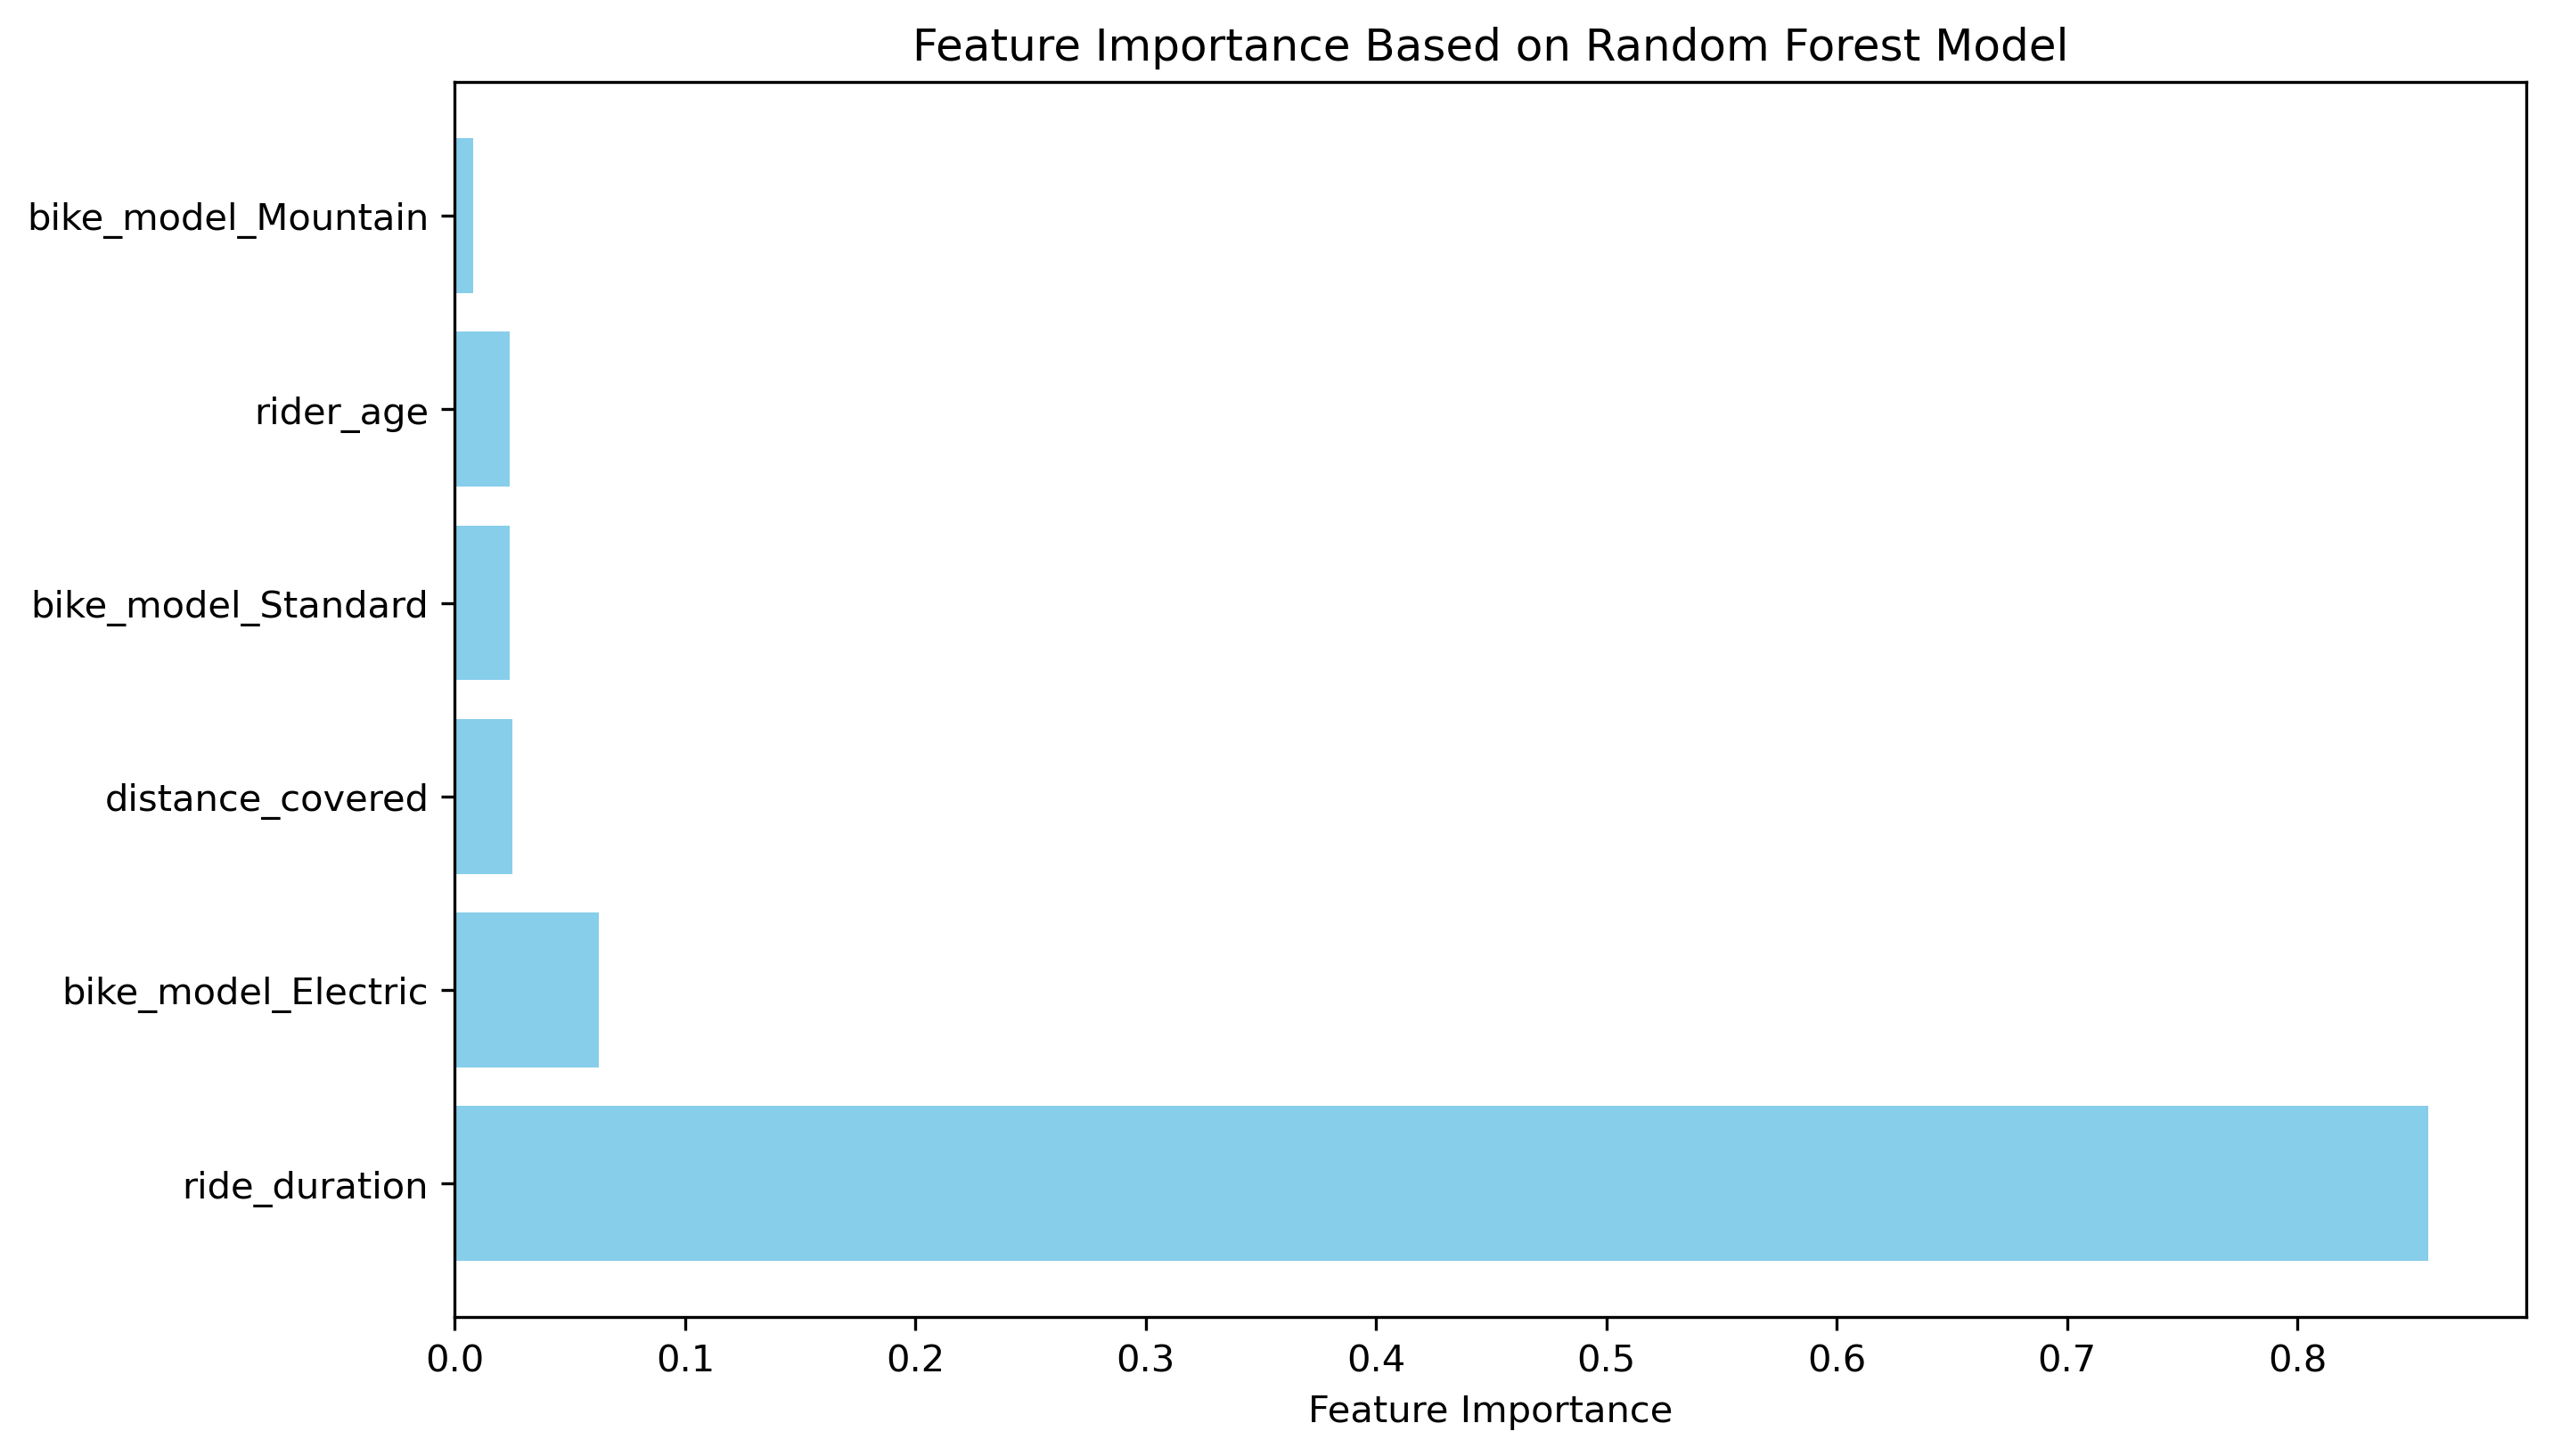 Feature Importance Based on Random Forest Model
bike_model_Mountain
rider_age
bike_model_Standard
distance_covered
bike_model_Electric
ride_duration
0.0 0.1 0.2 0.3 0.4 0.5 0.6 0.7 0.8
Feature Importance